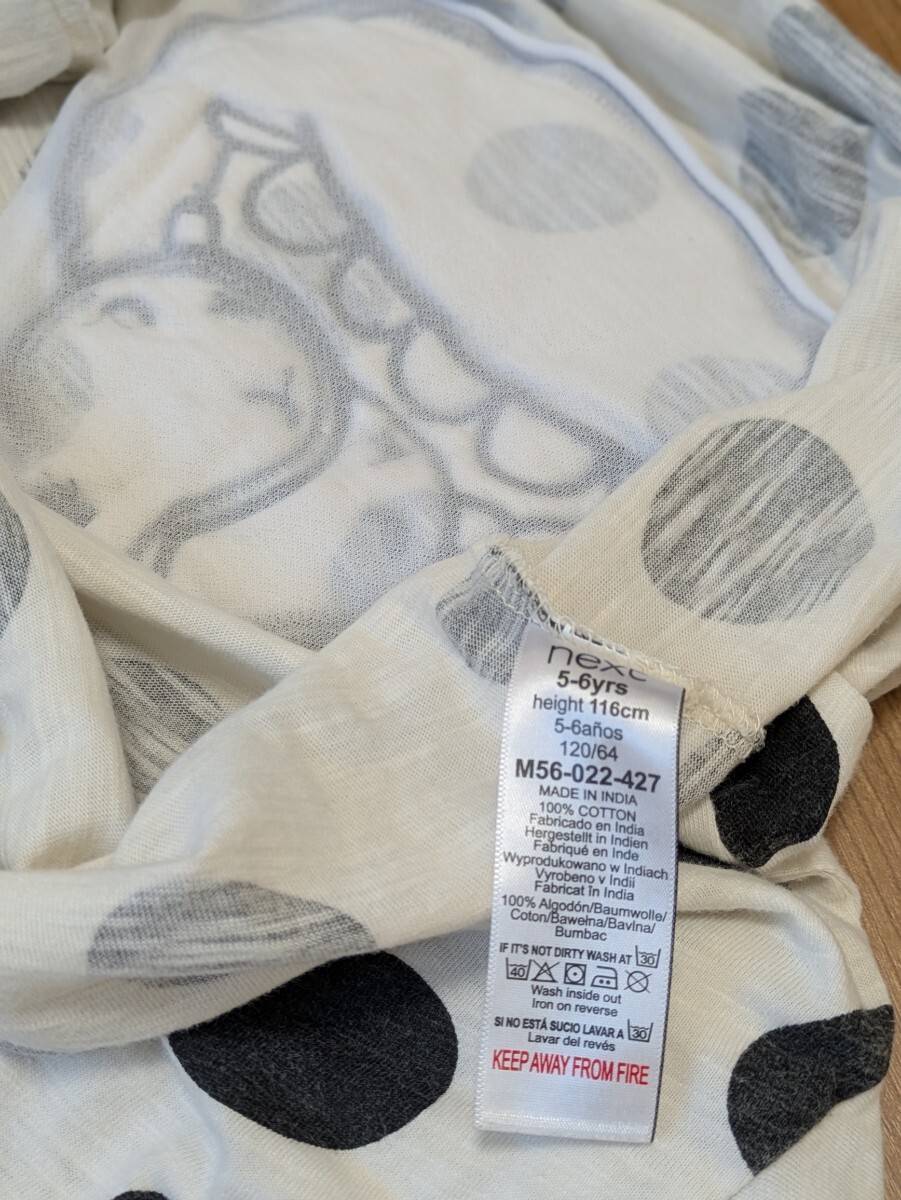 next
5-6yrs
height 116cm
5-6años
120/64
M56-022-427
MADE IN INDIA
100% COTTON
Fabricado en India
Hergestellt in Indien
Fabriqué en Inde
Wyprodukowano w Indiach
Vyrobeno v Indii
Fabricat în India
100% Algodón/Baumwolle/
Coton/Bawełna/Bavlna/
Bumbac
IF IT'S NOT DIRTY WASH AT 30
40
Wash inside out
Iron on reverse
SI NO ESTÁ SUCIO LAVAR A 30
Lavar del revés
KEEP AWAY FROM FIRE